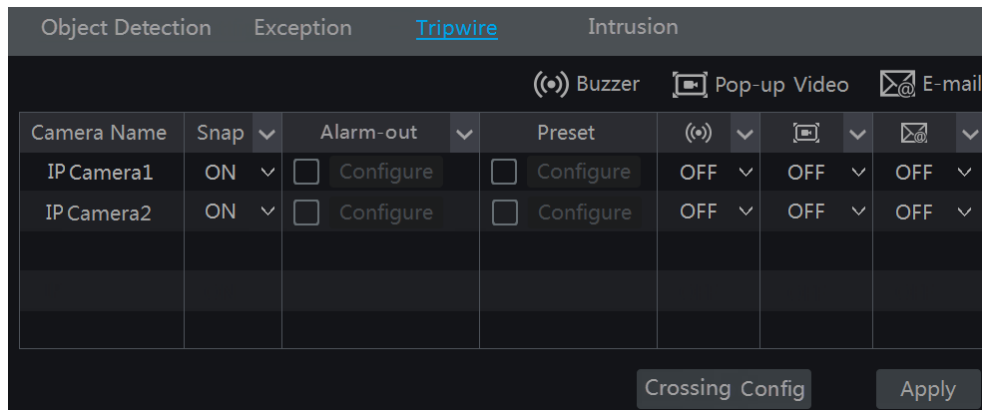 Object Detection Exception Tripwire Intrusion
Buzzer Pop-up Video E-mail
Camera Name Snap Alarm-out Preset
IP Camera1 ON Configure Configure OFF OFF OFF
IP Camera2 ON Configure Configure OFF OFF OFF
Crossing Config Apply